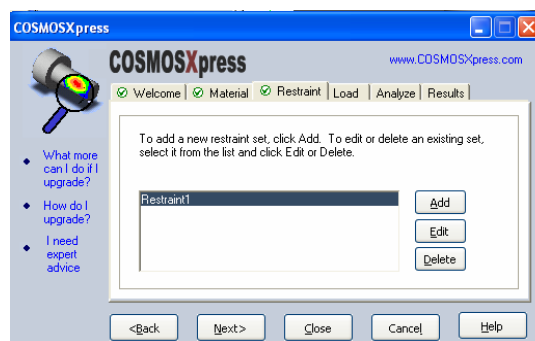 COSMOSXpress
COSMOSXpress
www.COSMOSXpress.com
Welcome
Material
Restraint
Load
Analyze
Results
To add a new restraint set, click Add. To edit or delete an existing set,
select it from the list and click Edit or Delete.
What more
can I do if I
upgrade?
How do I
upgrade?
I need
expert
advice
Restraint1
Add
Edit
Delete
<Back
Next>
Close
Cancel
Help